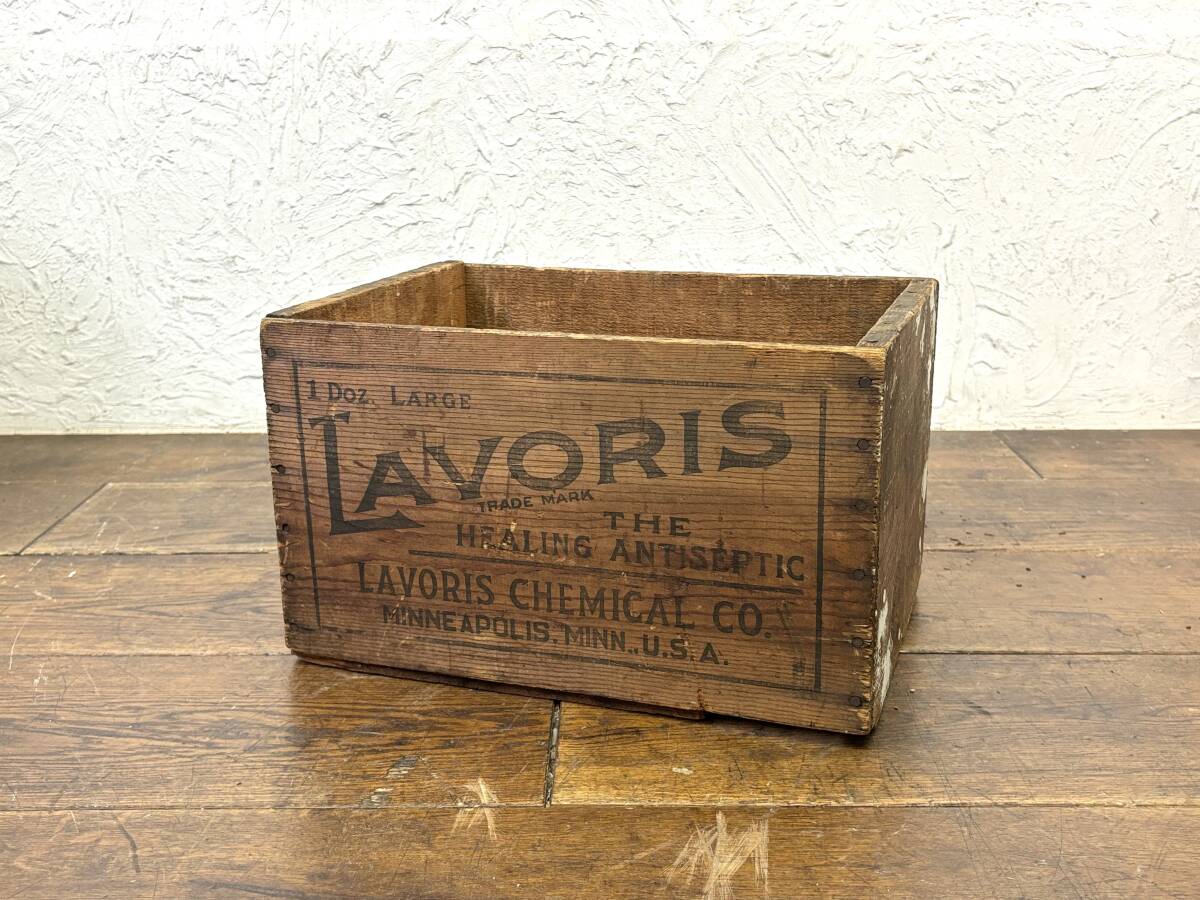 1 Doz. Large
LAVORIS
TRADE MARK
THE
HEALING ANTISEPTIC
LAVORIS CHEMICAL CO.
MINNEAPOLIS, MINN., U.S.A.